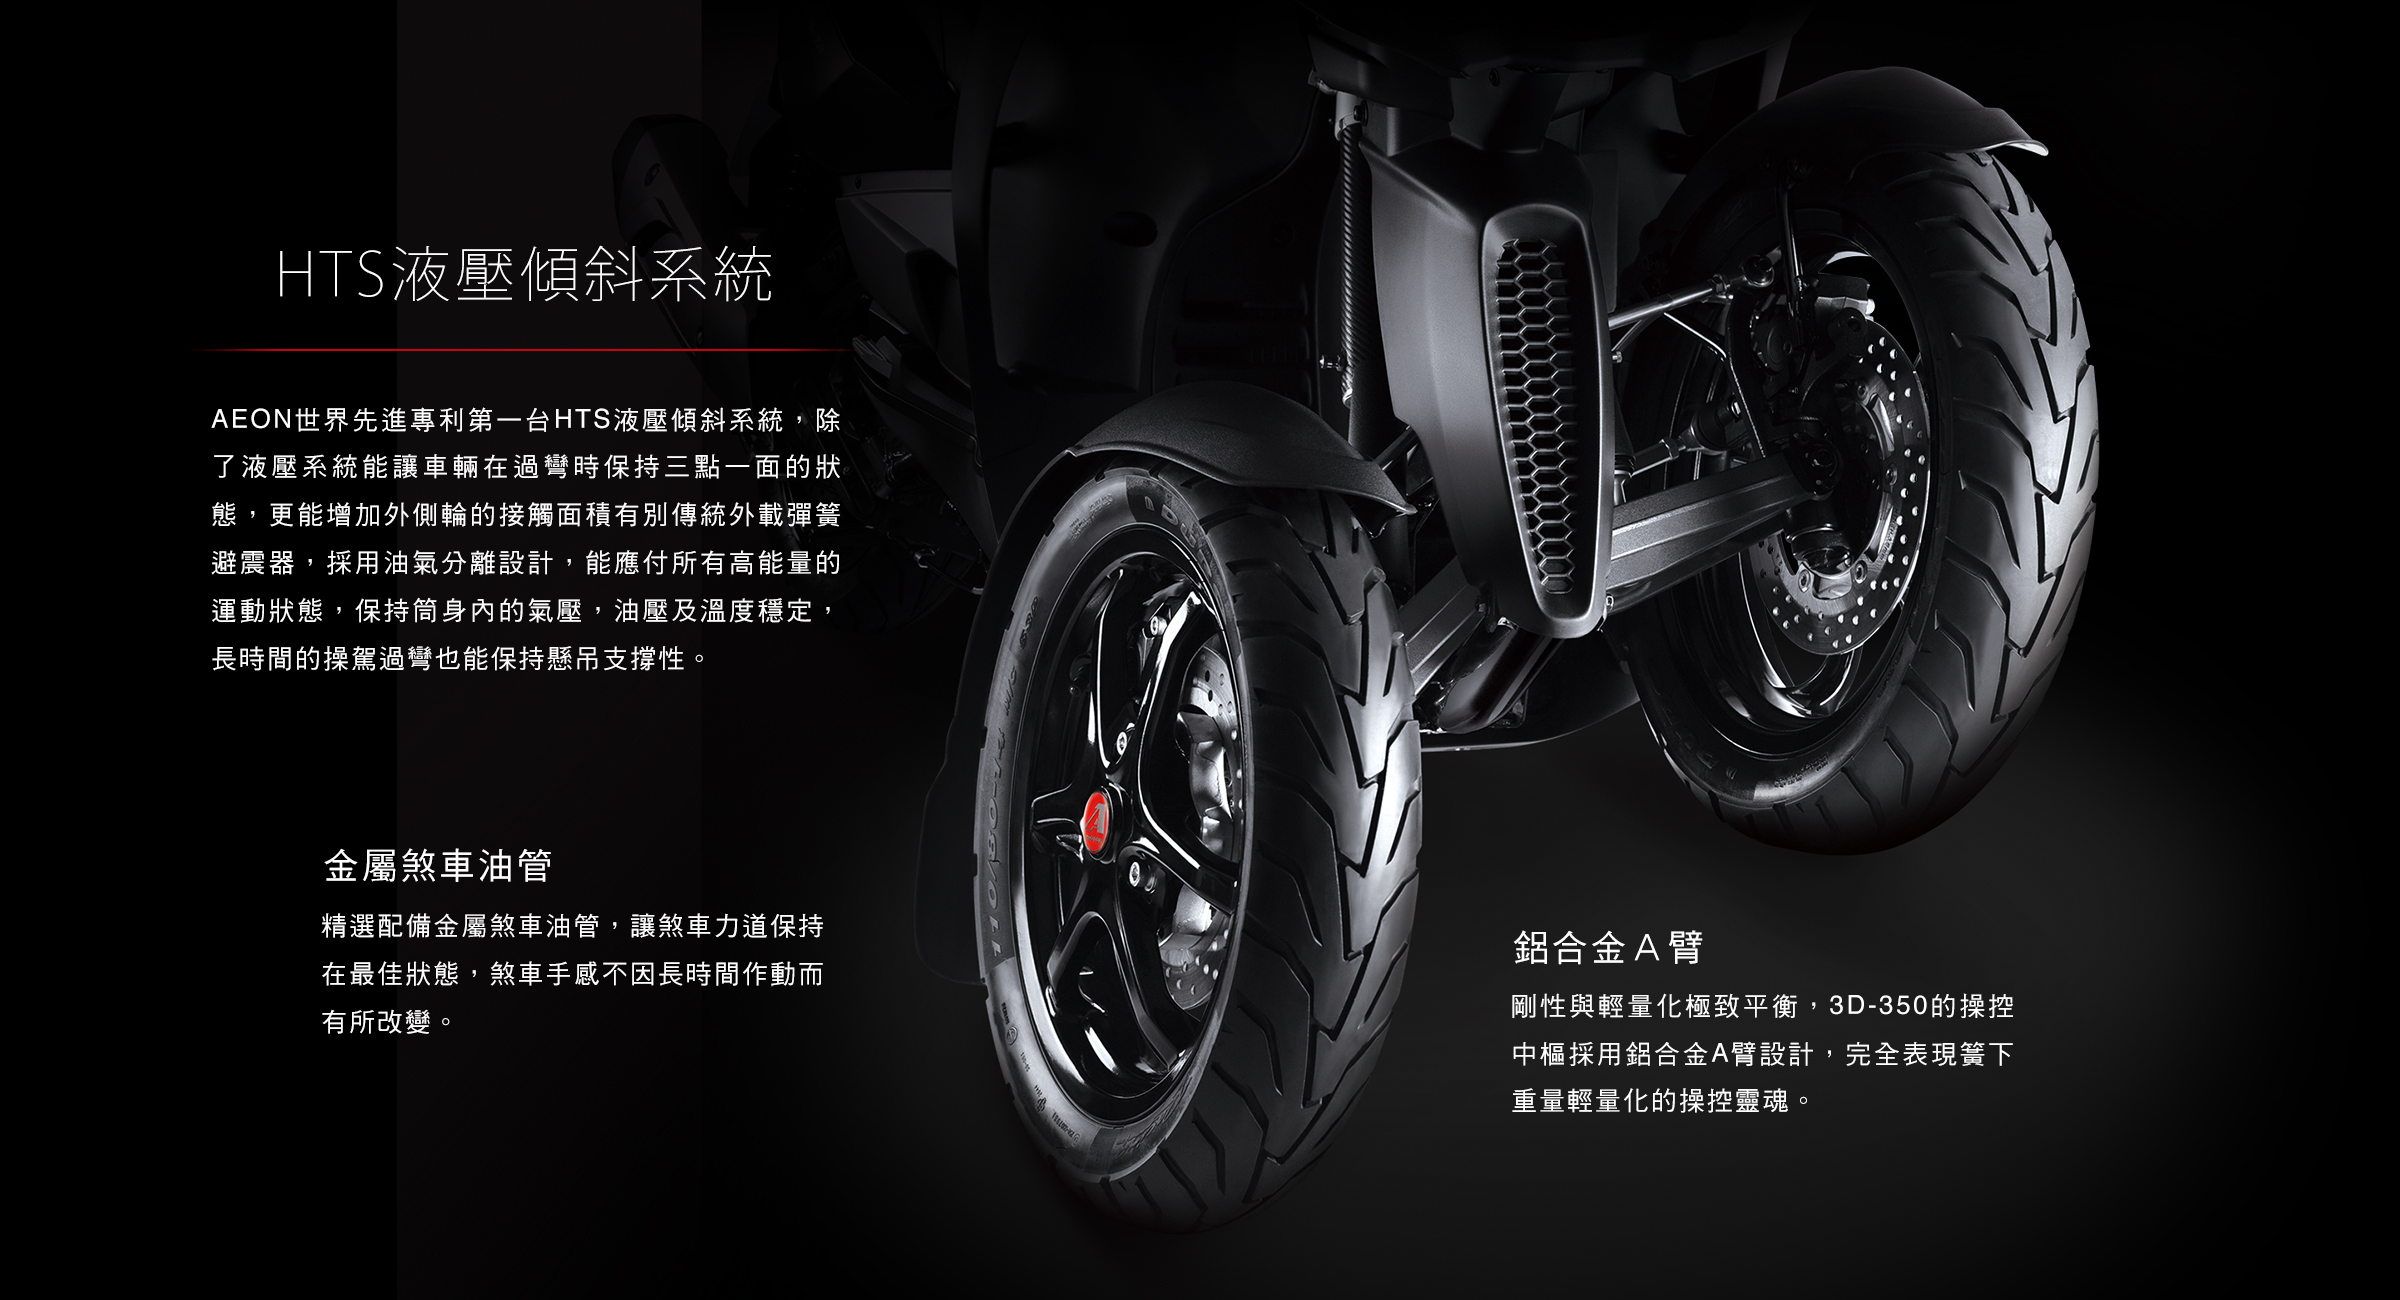 HTS液壓傾斜系統
AEON世界先進專利第一台HTS液壓傾斜系統，除
了液壓系統能讓車輛在過彎時保持三點一面的狀
態，更能增加外側輪的接觸面積有別傳統外載彈簧
避震器，採用油氣分離設計，能應付所有高能量的
運動狀態，保持筒身內的氣壓，油壓及溫度穩定，
長時間的操駕過彎也能保持懸吊支撐性。
金屬煞車油管
精選配備金屬煞車油管，讓煞車力道保持
在最佳狀態，煞車手感不因長時間作動而
有所改變。
鋁合金Ａ臂
剛性與輕量化極致平衡，3D-350的操控
中樞採用鋁合金A臂設計，完全表現簧下
重量輕量化的操控靈魂。
110/80-14 M/C 59P